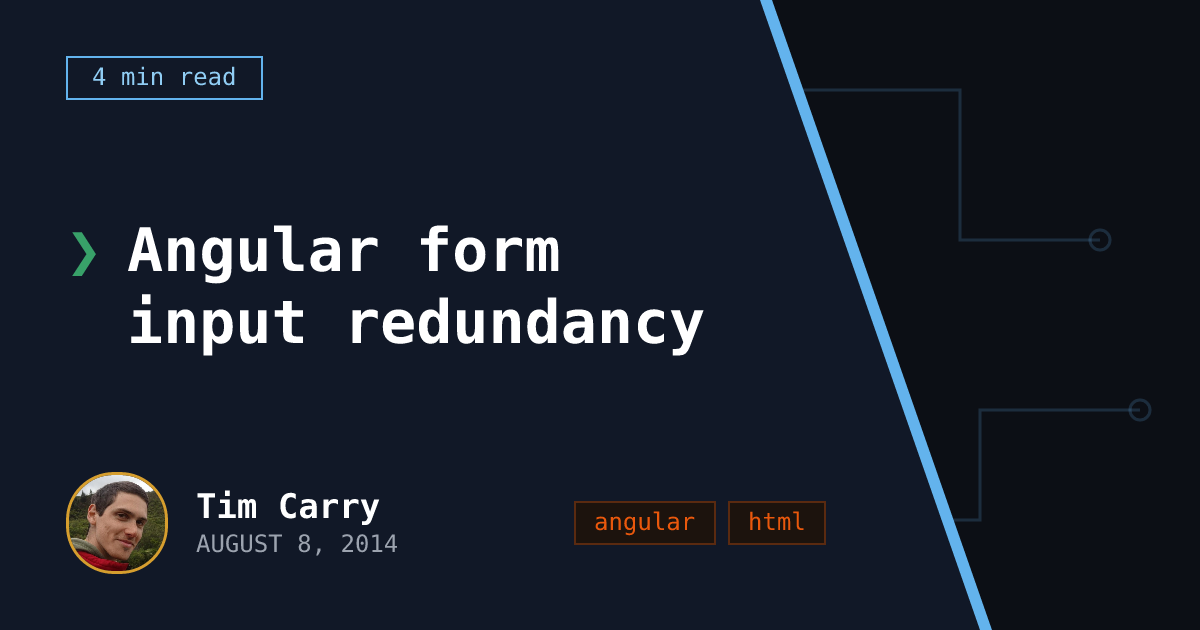 4 min read
❯ Angular form
input redundancy
Tim Carry
AUGUST 8, 2014
angular html